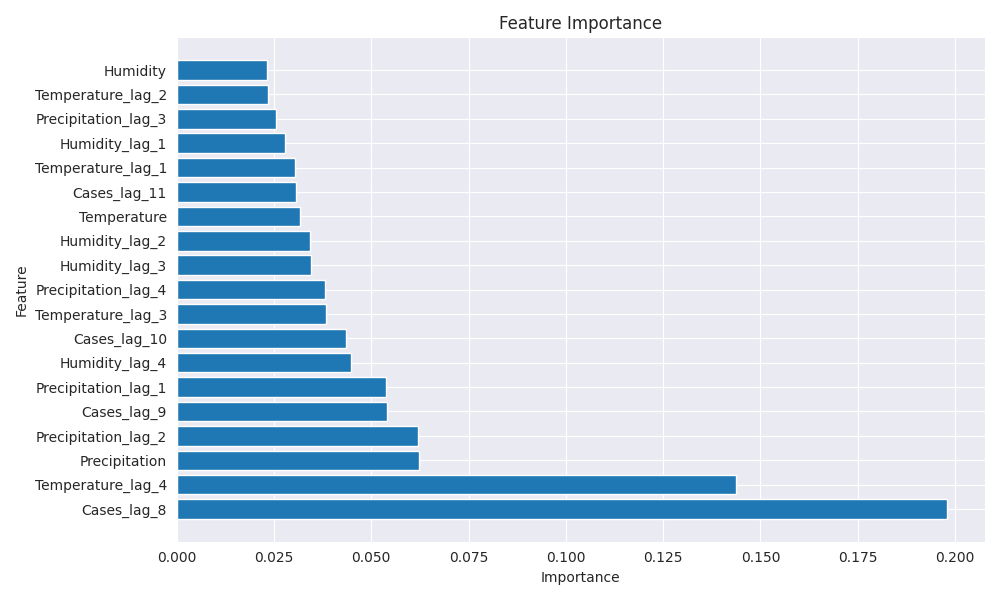 Feature Importance
Humidity
Temperature_lag_2
Precipitation_lag_3
Humidity_lag_1
Temperature_lag_1
Cases_lag_11
Temperature
Humidity_lag_2
Humidity_lag_3
Precipitation_lag_4
Temperature_lag_3
Cases_lag_10
Humidity_lag_4
Precipitation_lag_1
Cases_lag_9
Precipitation_lag_2
Precipitation
Temperature_lag_4
Cases_lag_8
Feature
0.000 0.025 0.050 0.075 0.100 0.125 0.150 0.175 0.200
Importance